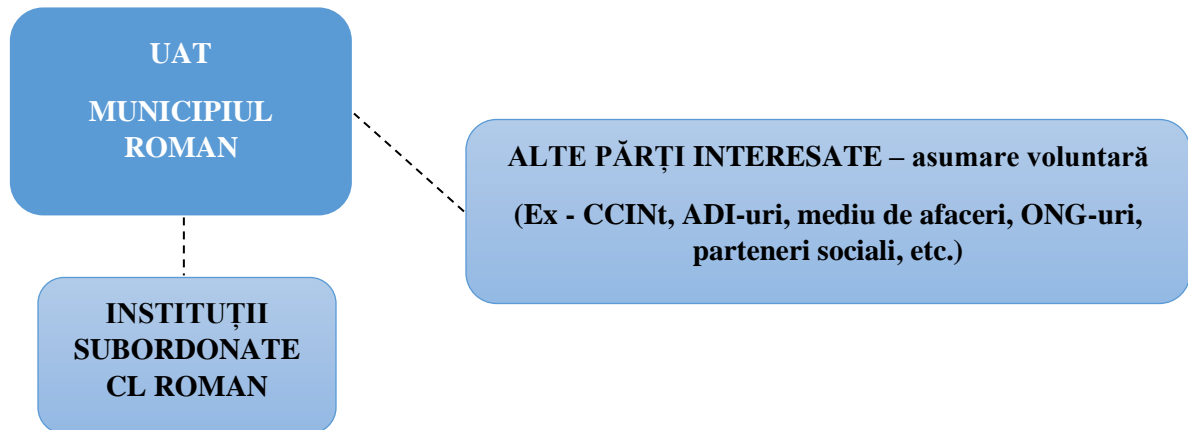 UAT
MUNICIPIUL
ROMAN
ALTE PĂRȚI INTERESATE – asumare voluntară
(Ex - CCINt, ADI-uri, mediu de afaceri, ONG-uri,
parteneri sociali, etc.)
INSTITUȚII
SUBORDONATE
CL ROMAN